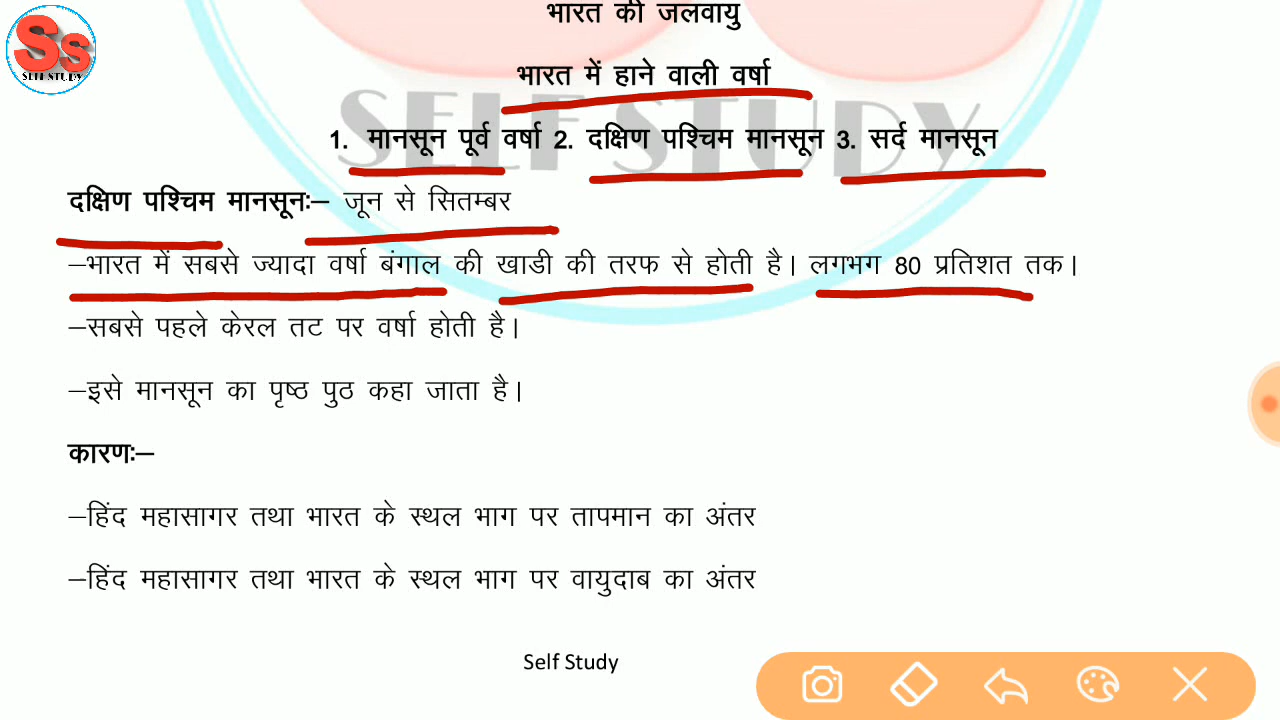 Ss
SELF STUDY
भारत की जलवायु
भारत में हाने वाली वर्षा
SELF STUDY
1. मानसून पूर्व वर्षा 2. दक्षिण पश्चिम मानसून 3. सर्द मानसून
दक्षिण पश्चिम मानसूनः– जून से सितम्बर
–भारत में सबसे ज्यादा वर्षा बंगाल की खाडी की तरफ से होती है। लगभग 80 प्रतिशत तक।
–सबसे पहले केरल तट पर वर्षा होती है।
–इसे मानसून का पृष्ठ पुठ कहा जाता है।
कारणः–
–हिंद महासागर तथा भारत के स्थल भाग पर तापमान का अंतर
–हिंद महासागर तथा भारत के स्थल भाग पर वायुदाब का अंतर
Self Study